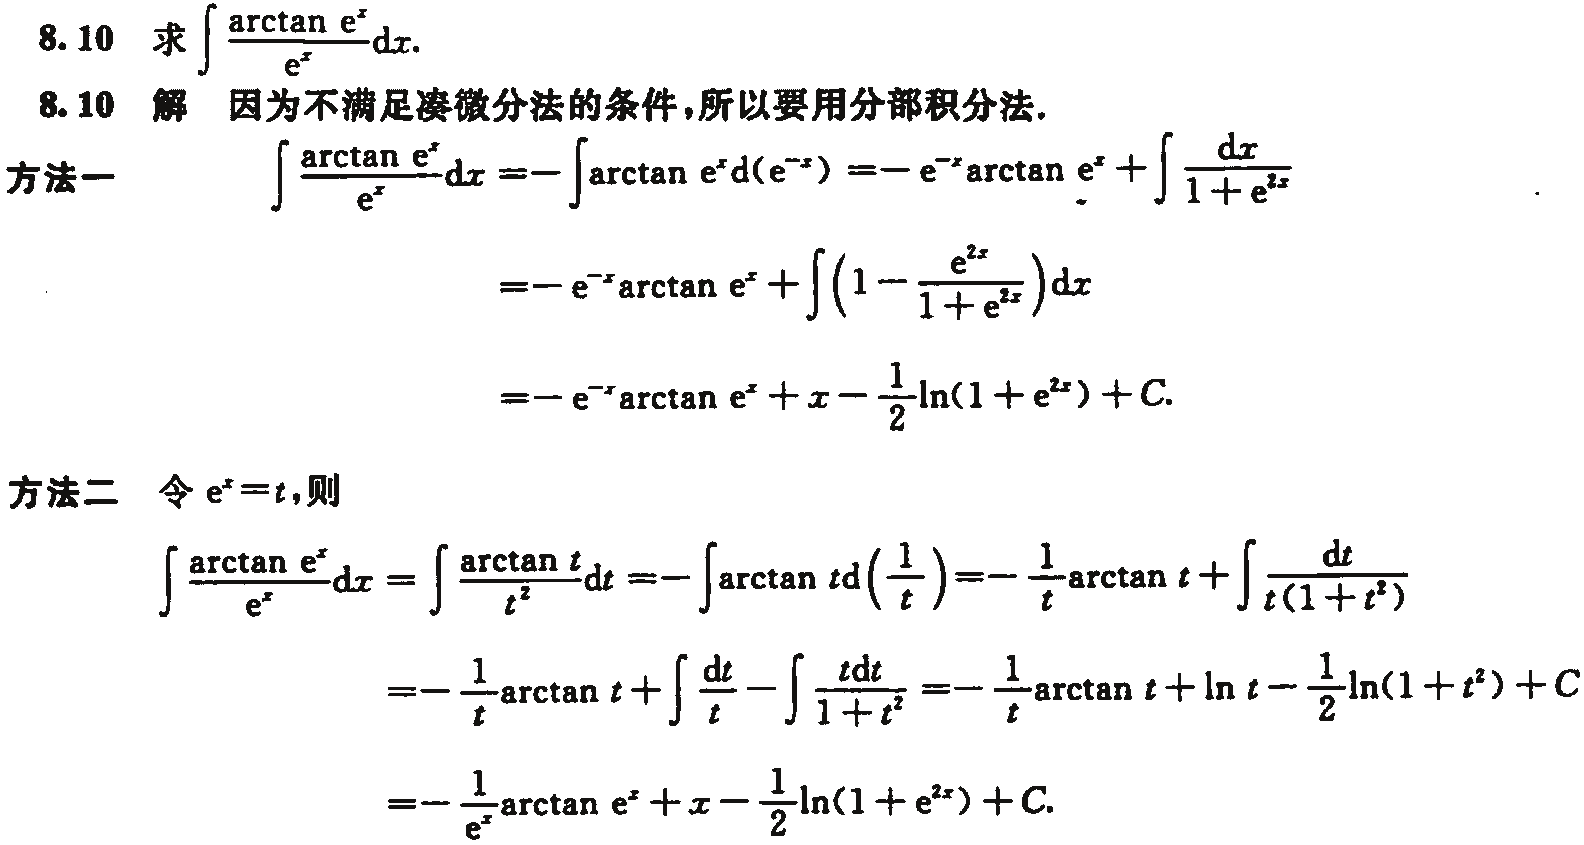 8.10 求 $\int \frac{\arctan e^x}{e^x} dx$.
8.10 解 因为不满足凑微分法的条件,所以要用分部积分法.
方法一 $\int \frac{\arctan e^x}{e^x} dx = -\int \arctan e^x d(e^{-x}) = -e^{-x} \arctan e^x + \int \frac{dx}{1+e^{2x}}$
$= -e^{-x} \arctan e^x + \int \left(1 - \frac{e^{2x}}{1+e^{2x}}\right) dx$
$= -e^{-x} \arctan e^x + x - \frac{1}{2} \ln(1+e^{2x}) + C.$
方法二 令 $e^x = t$,则
$\int \frac{\arctan e^x}{e^x} dx = \int \frac{\arctan t}{t^2} dt = -\int \arctan t d\left(\frac{1}{t}\right) = -\frac{1}{t} \arctan t + \int \frac{dt}{t(1+t^2)}$
$= -\frac{1}{t} \arctan t + \int \frac{dt}{t} - \int \frac{tdt}{1+t^2} = -\frac{1}{t} \arctan t + \ln t - \frac{1}{2} \ln(1+t^2) + C$
$= -\frac{1}{e^x} \arctan e^x + x - \frac{1}{2} \ln(1+e^{2x}) + C.$